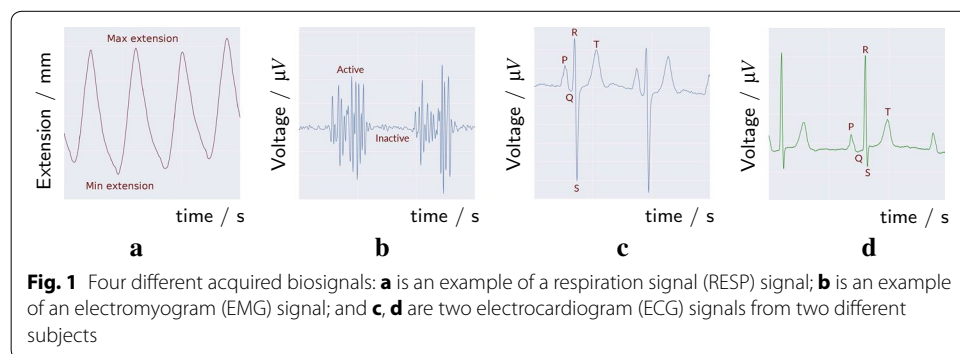 Extension / mm
Max extension
Min extension
time / s
a
Voltage / µV
Active
Inactive
time / s
b
Voltage / µV
R
P
T
Q
S
time / s
c
Voltage / µV
R
P
T
Q
S
time / s
d
Fig. 1 Four different acquired biosignals: a is an example of a respiration signal (RESP) signal; b is an example
of an electromyogram (EMG) signal; and c, d are two electrocardiogram (ECG) signals from two different
subjects